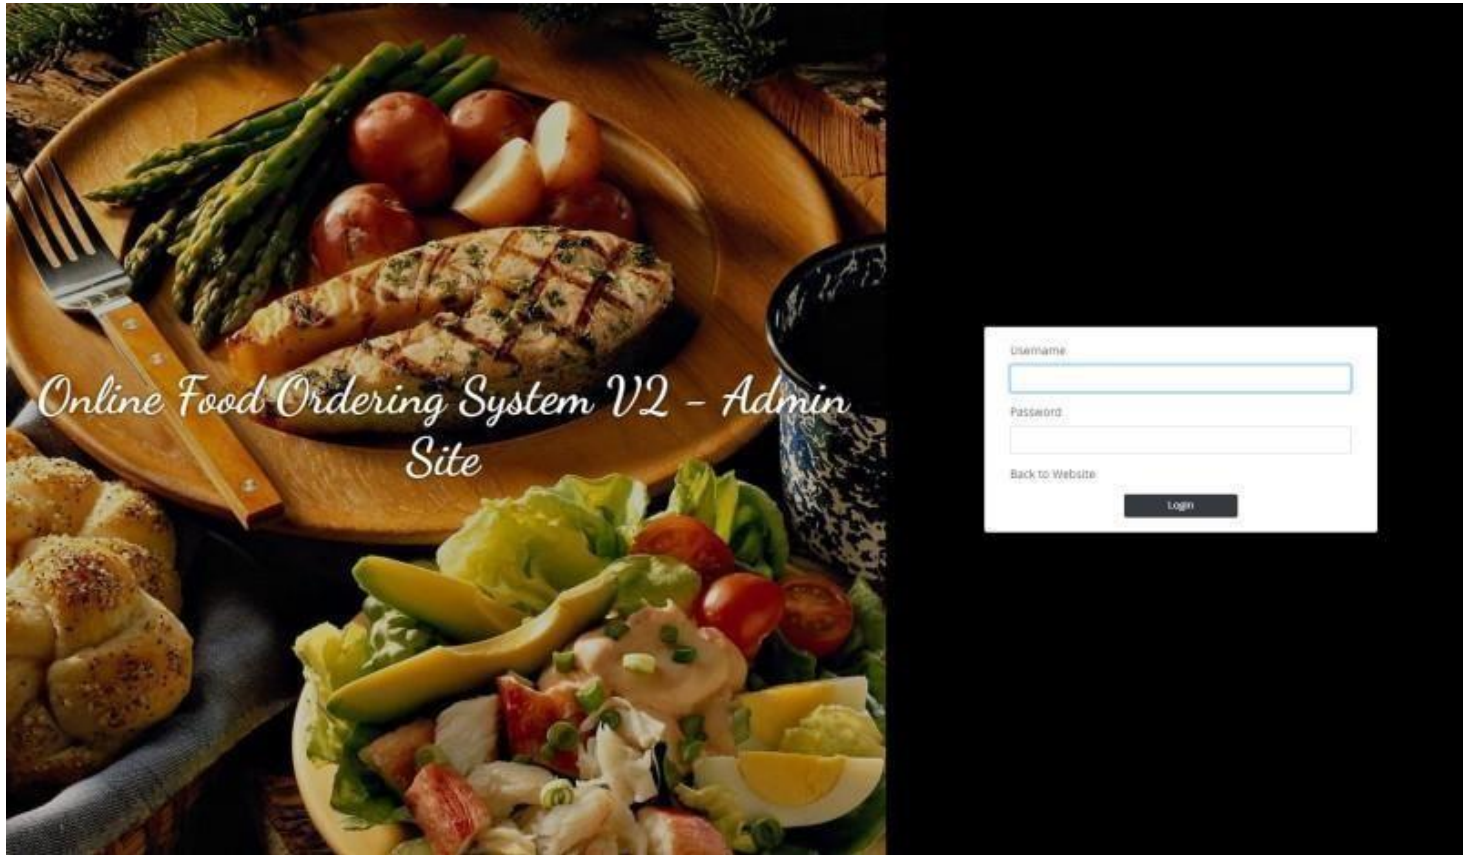 Online Food Ordering System V2 - Admin
Site
Username
Password
Back to Website
Login